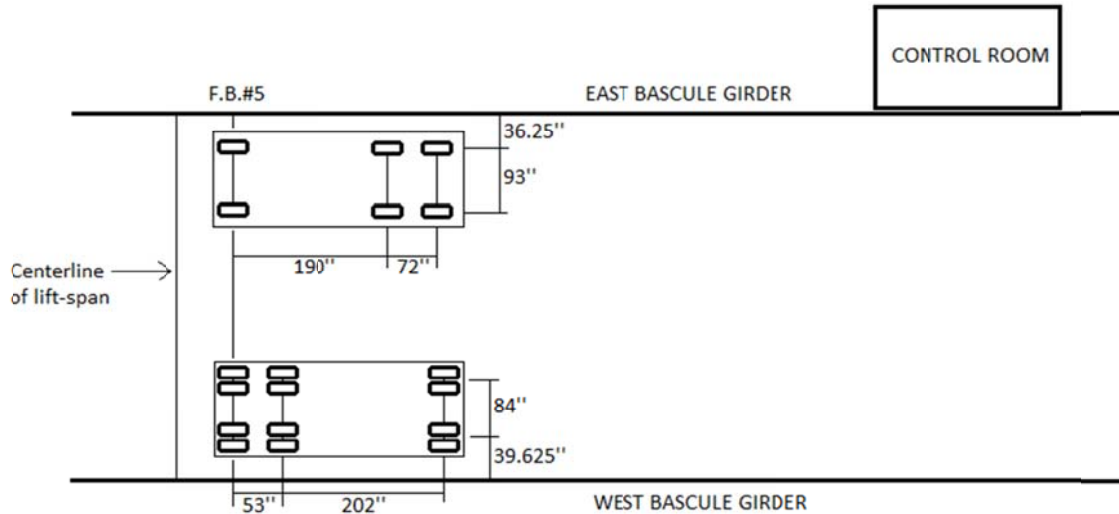 CONTROL ROOM
F.B.#5
EAST BASCULE GIRDER
36.25''
93''
190''
72''
Centerline
of lift-span
84''
39.625''
53''
202''
WEST BASCULE GIRDER